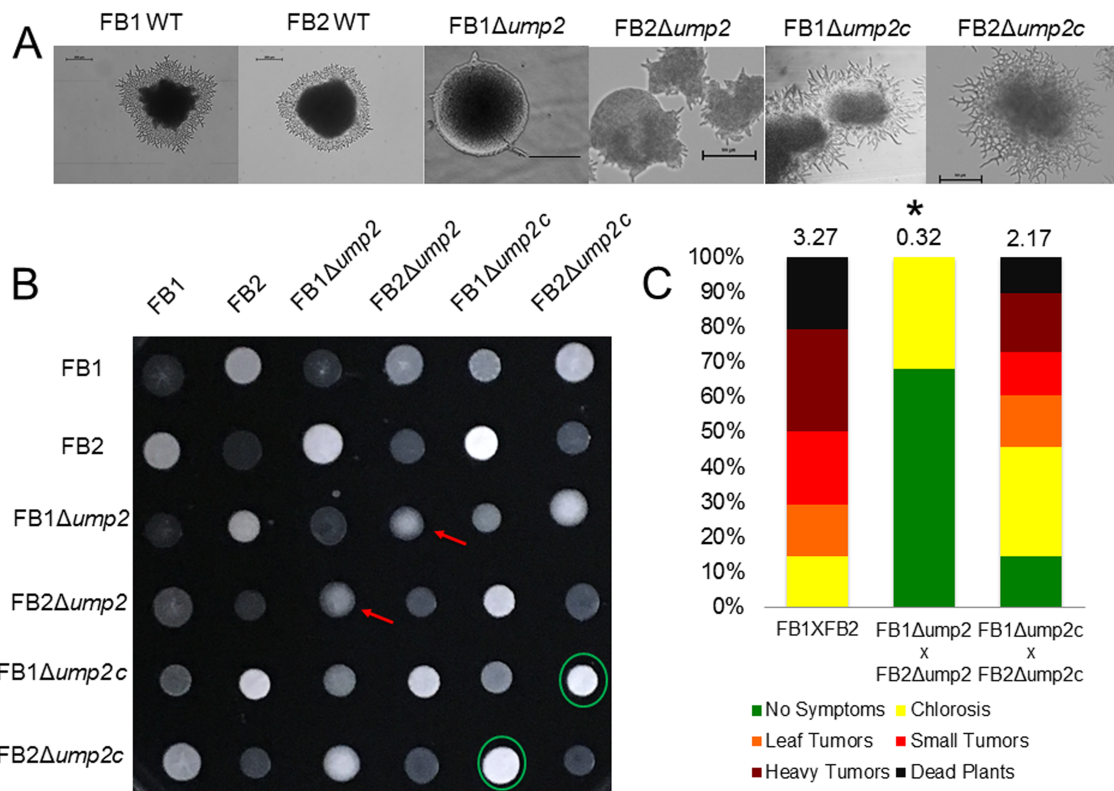 A
FB1 WT
FB2 WT
FB1Δump2
FB2Δump2
FB1Δump2c
FB2Δump2c
B
FB1
FB2
FB1Δump2
FB2Δump2
FB1Δump2c
FB2Δump2c
FB1
FB2
FB1Δump2
FB2Δump2
FB1Δump2c
FB2Δump2c
C
*
3.27
0.32
2.17
100%
90%
80%
70%
60%
50%
40%
30%
20%
10%
0%
FB1XFB2
FB1Δump2
x
FB2Δump2
FB1Δump2c
x
FB2Δump2c
No Symptoms
Chlorosis
Leaf Tumors
Small Tumors
Heavy Tumors
Dead Plants